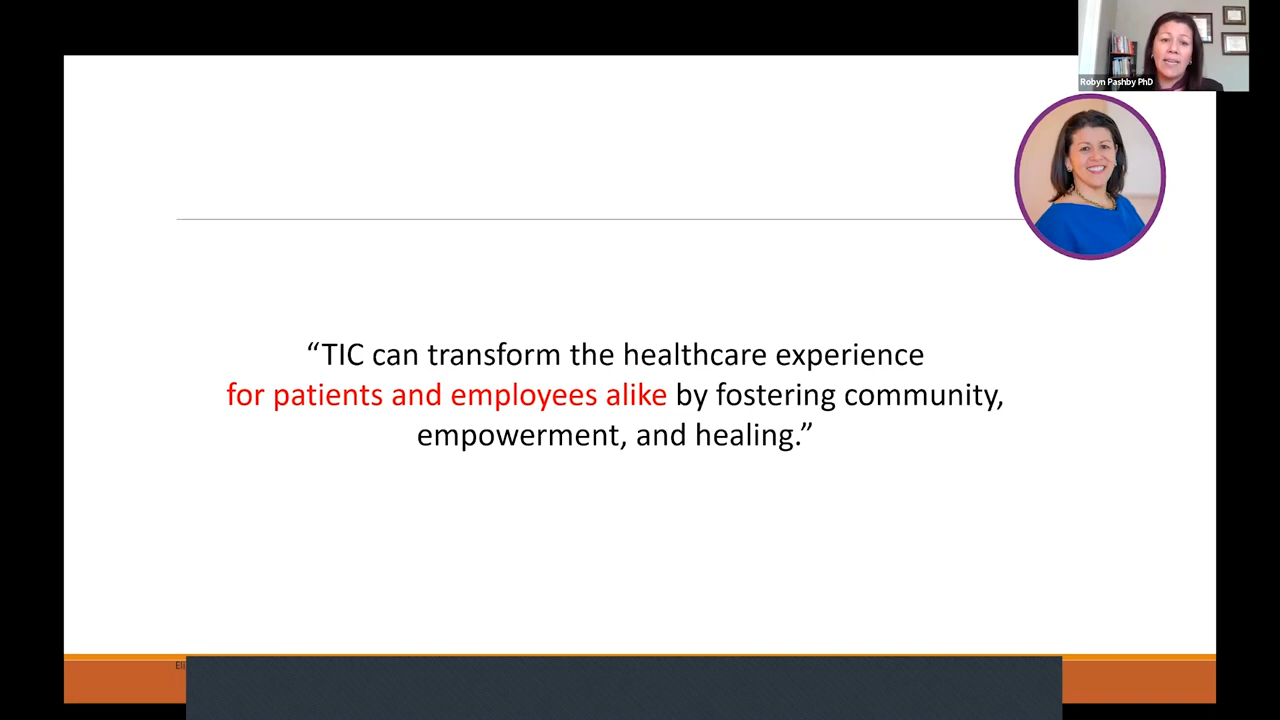 Robyn Pashby PhD
“TIC can transform the healthcare experience
for patients and employees alike by fostering community,
empowerment, and healing.”